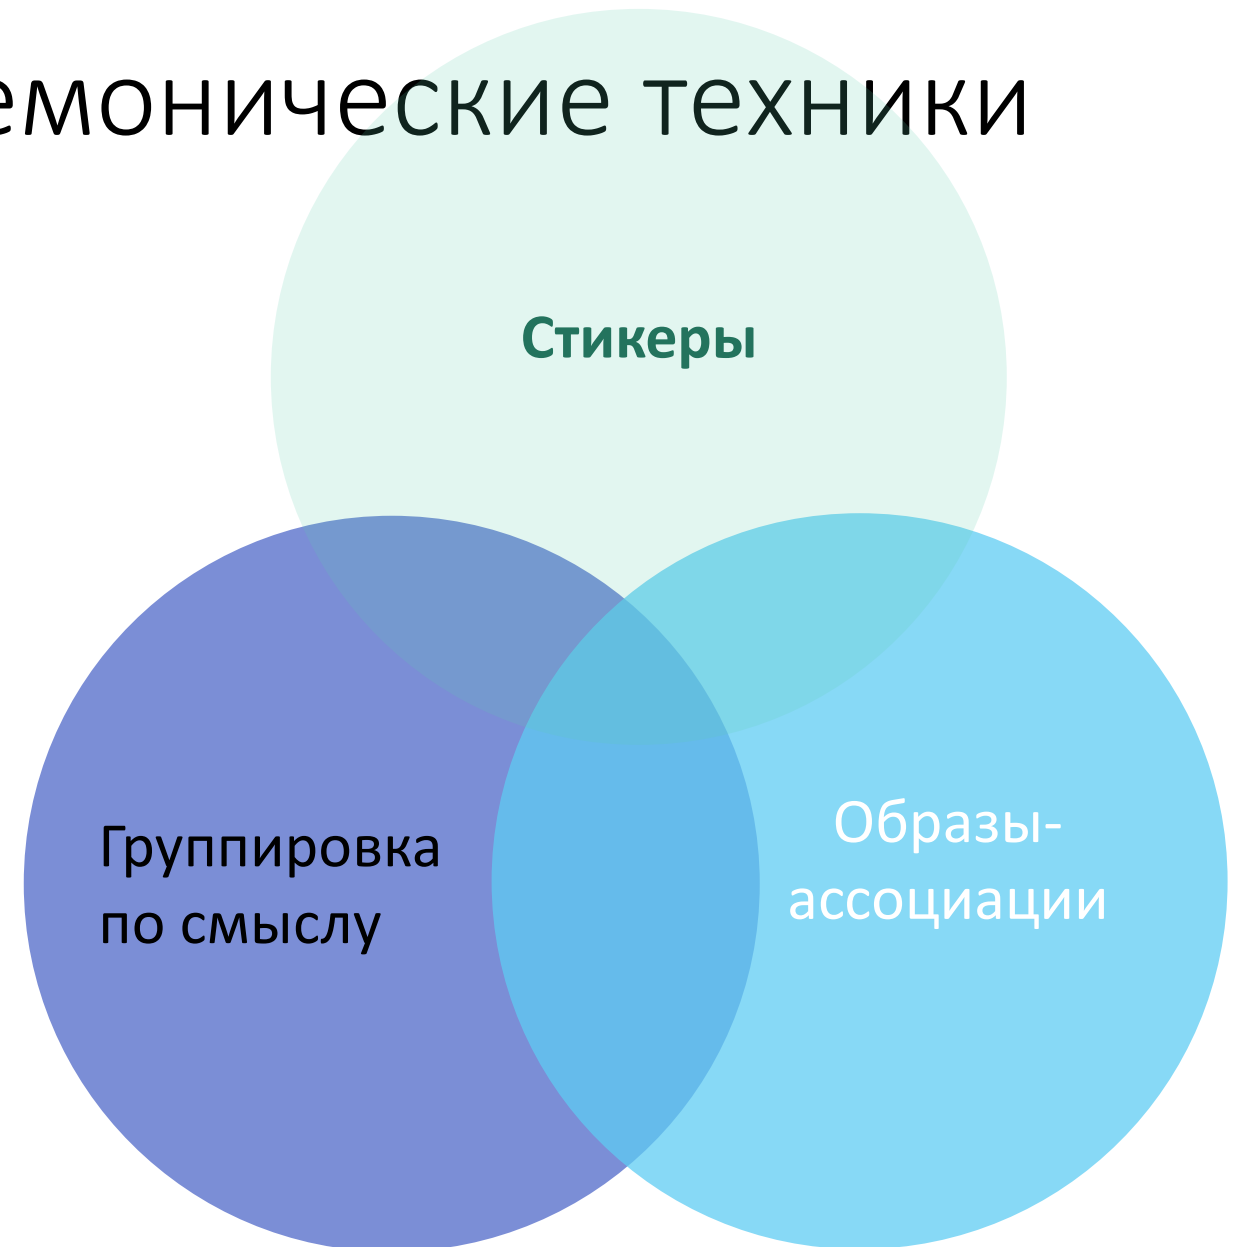 емонические техники
Стикеры
Группировка
по смыслу
Образы-
ассоциации